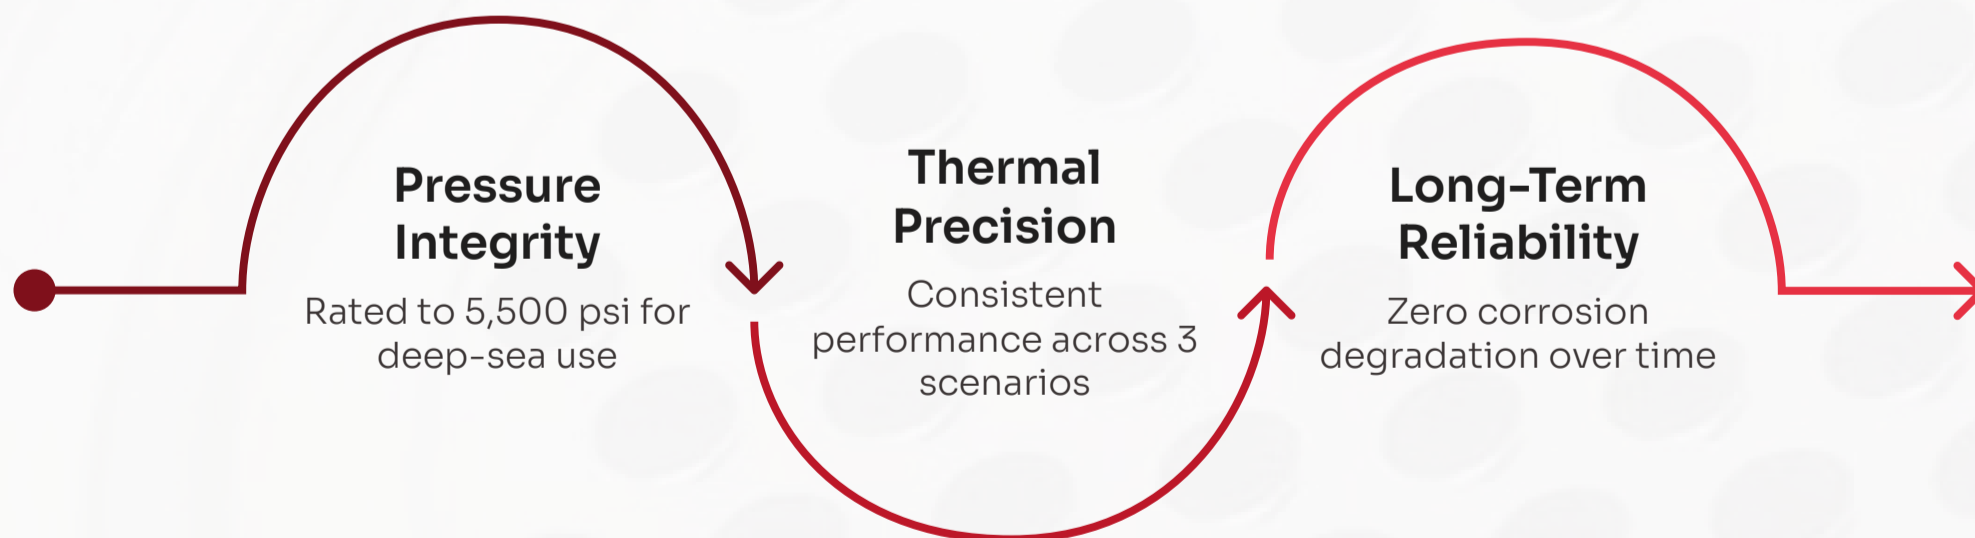 Pressure
Integrity
Rated to 5,500 psi for
deep-sea use
Thermal
Precision
Consistent
performance across 3
scenarios
Long-Term
Reliability
Zero corrosion
degradation over time